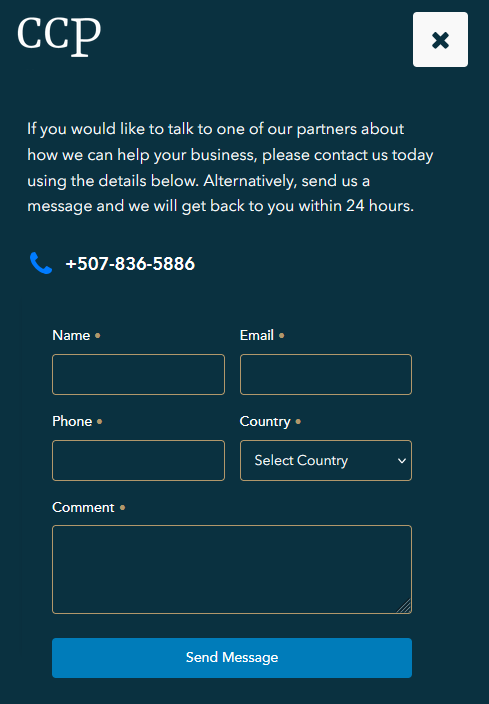 CCP
If you would like to talk to one of our partners about
how we can help your business, please contact us today
using the details below. Alternatively, send us a
message and we will get back to you within 24 hours.
+507-836-5886
Name •
Email •
Phone •
Country •
Select Country
Comment •
Send Message